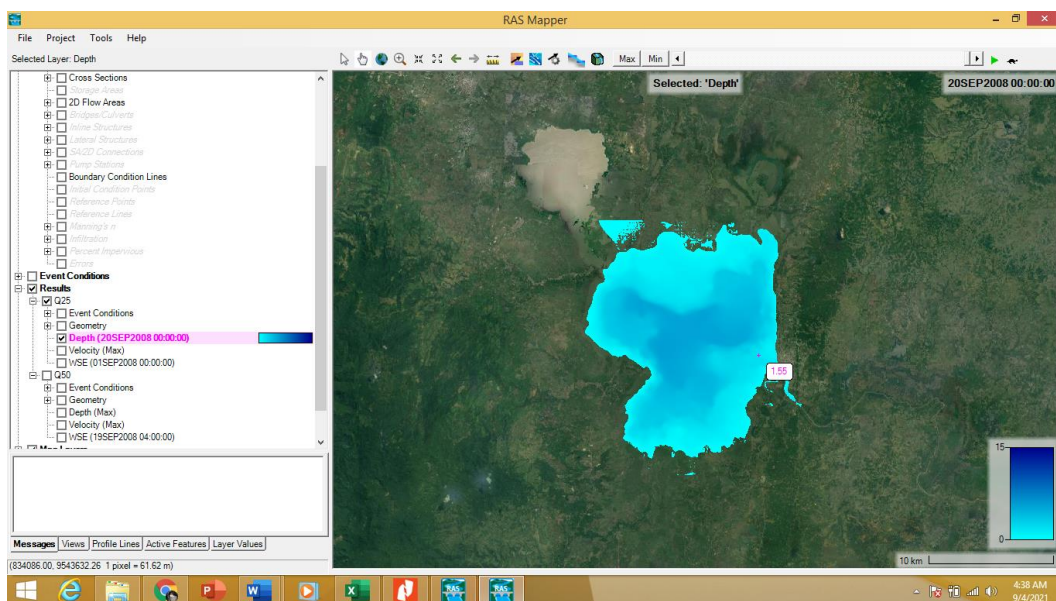 RAS Mapper
File Project Tools Help
Selected Layer: Depth
Max Min
Cross Sections
Storage Areas
2D Flow Areas
Bridges/Culverts
Inline Structures
Lateral Structures
SA/2D Connections
Pump Stations
Boundary Condition Lines
Initial Condition Points
Reference Points
Reference Lines
Manning's n
Infiltration
Percent Impervious
Errors
Event Conditions
Results
Q25
Event Conditions
Geometry
Depth (20SEP2008 00:00:00)
Velocity (Max)
WSE (01SEP2008 00:00:00)
Q50
Event Conditions
Geometry
Depth (Max)
Velocity (Max)
WSE (19SEP2008 04:00:00)
Map Layers
Selected: 'Depth'
20SEP2008 00:00:00
1.55
15
0
10 km
Messages Views Profile Lines Active Features Layer Values
(834086.00, 9543632.26 1 pixel = 61.62 m)
RAS RAS
4:38 AM
9/4/2021